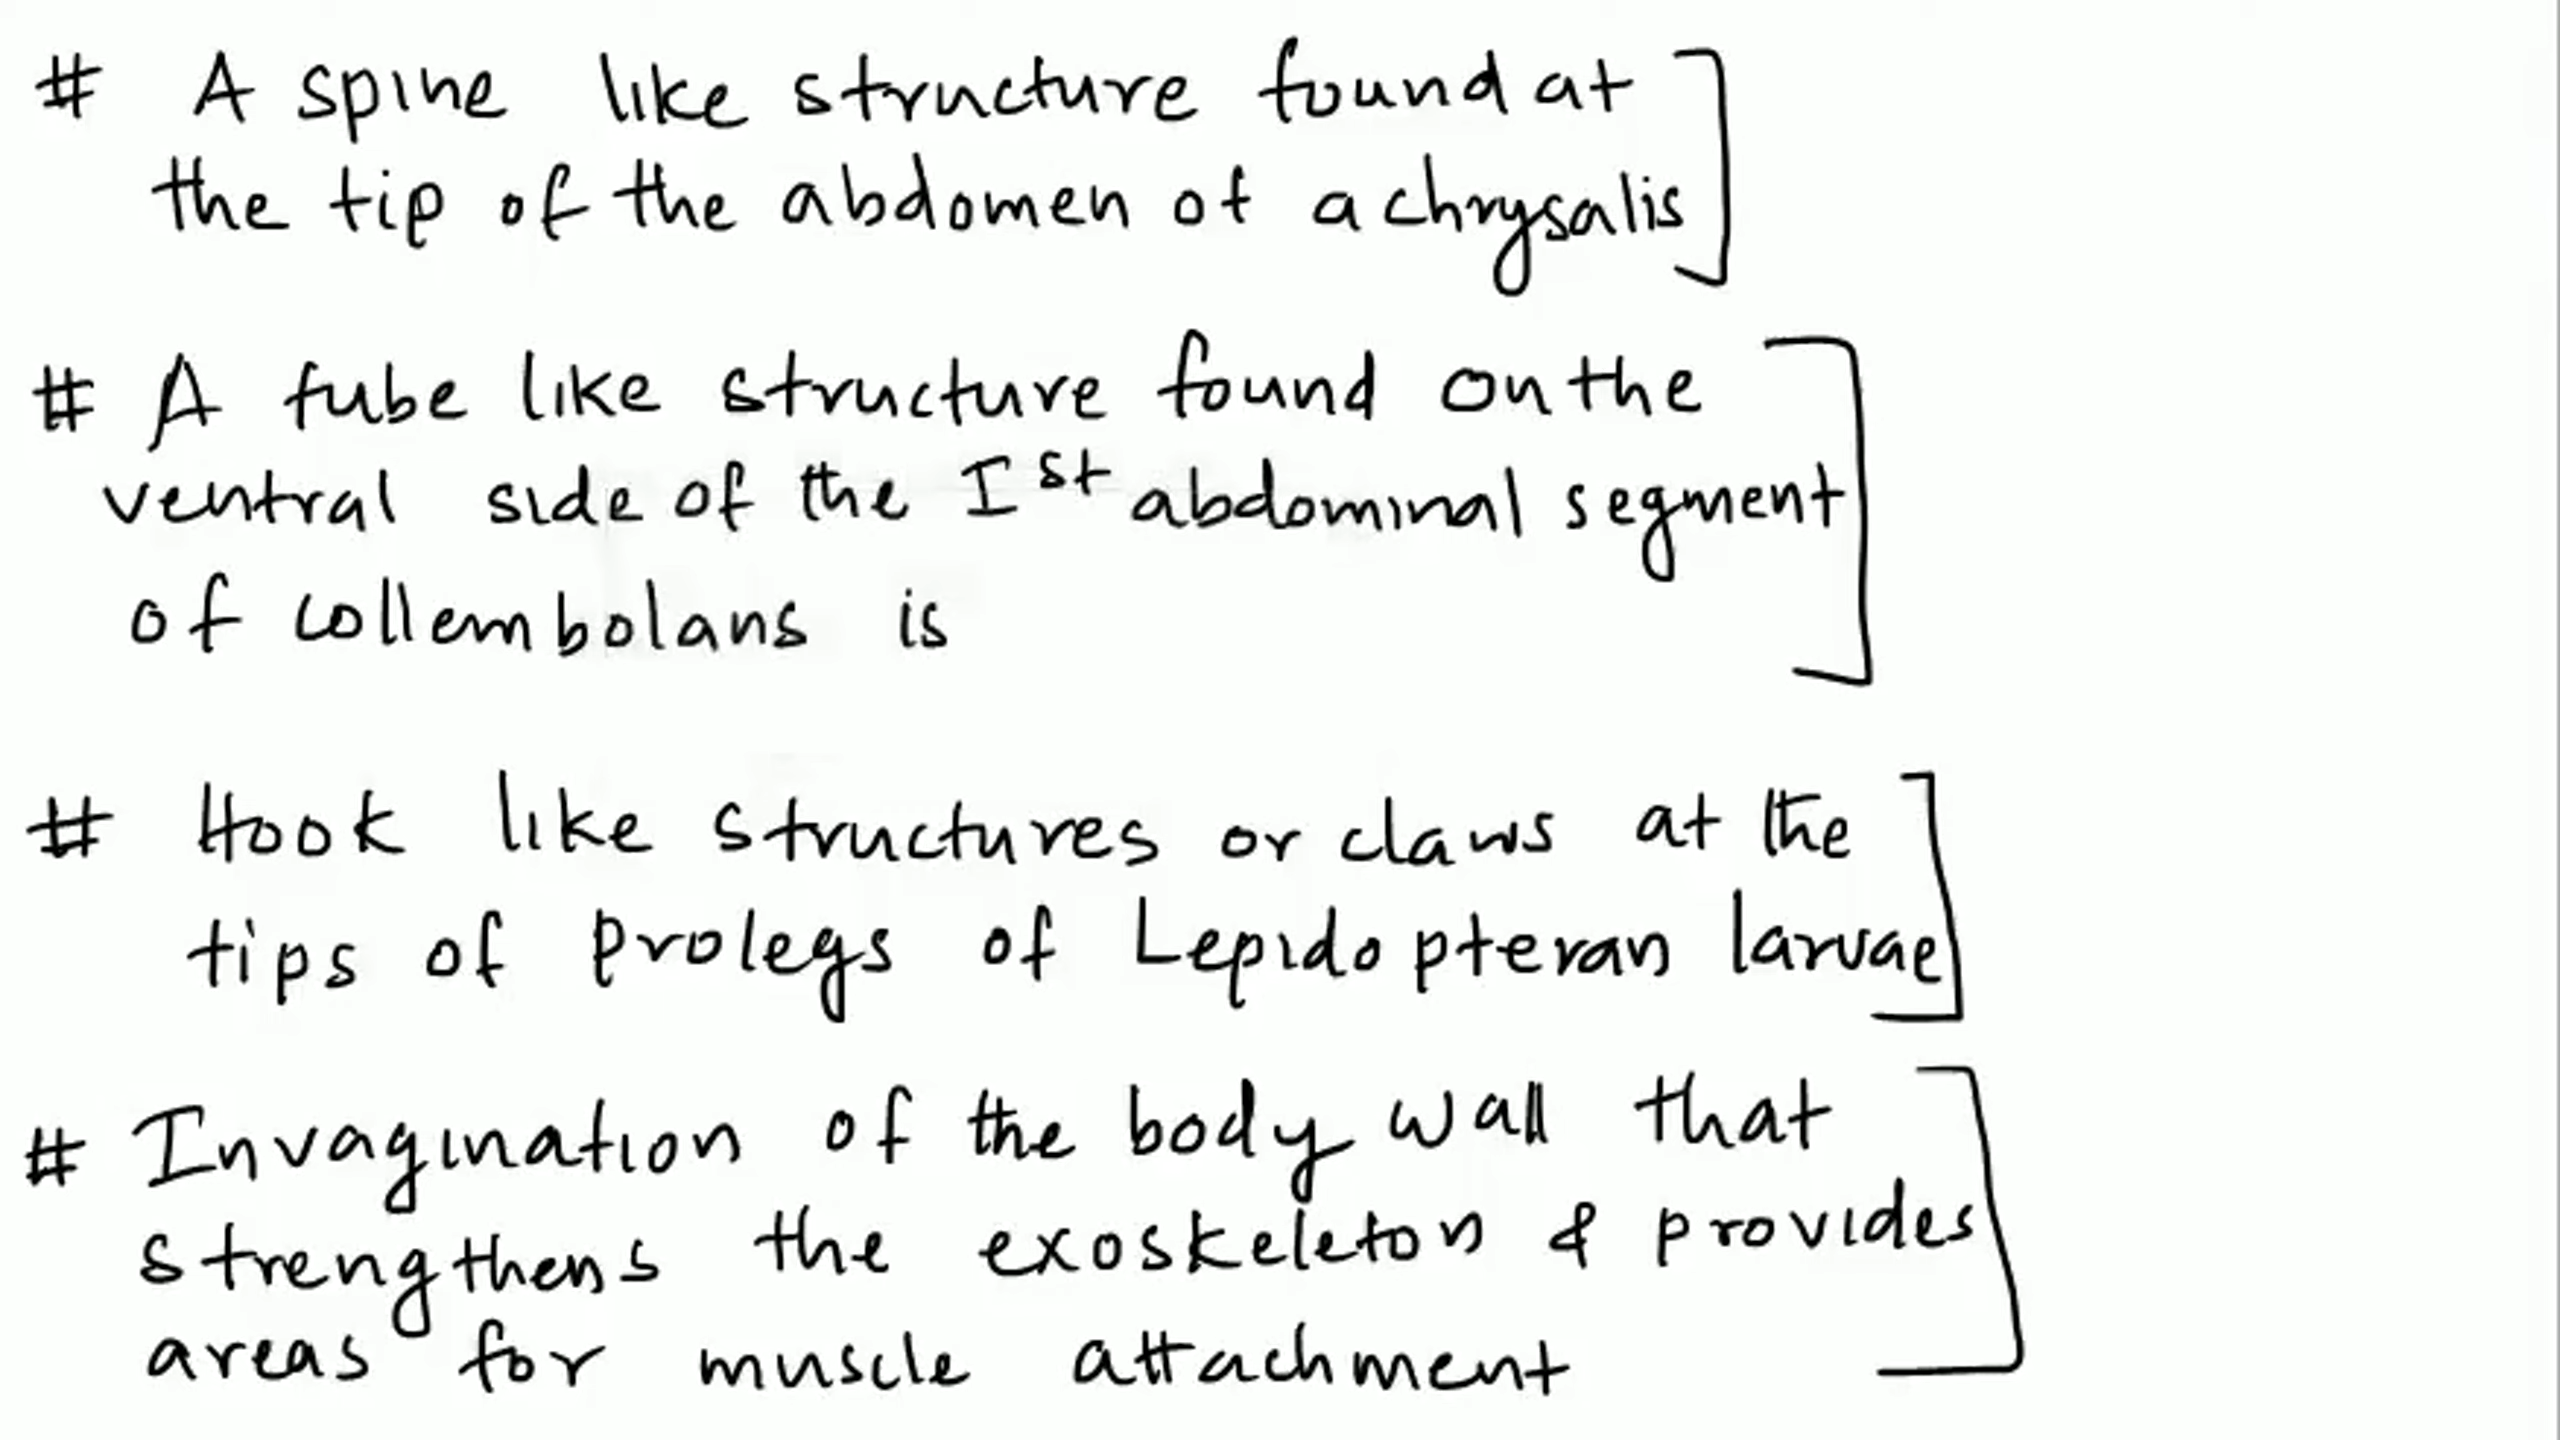 # A spine like structure found at
the tip of the abdomen of a chrysalis
# A tube like structure found on the
ventral side of the Ist abdominal segment
of collembolans is
# Hook like structures or claws at the
tips of prolegs of Lepidopteran larvae
# Invagination of the body wall that
strengthens the exoskeleton & provides
areas for muscle attachment